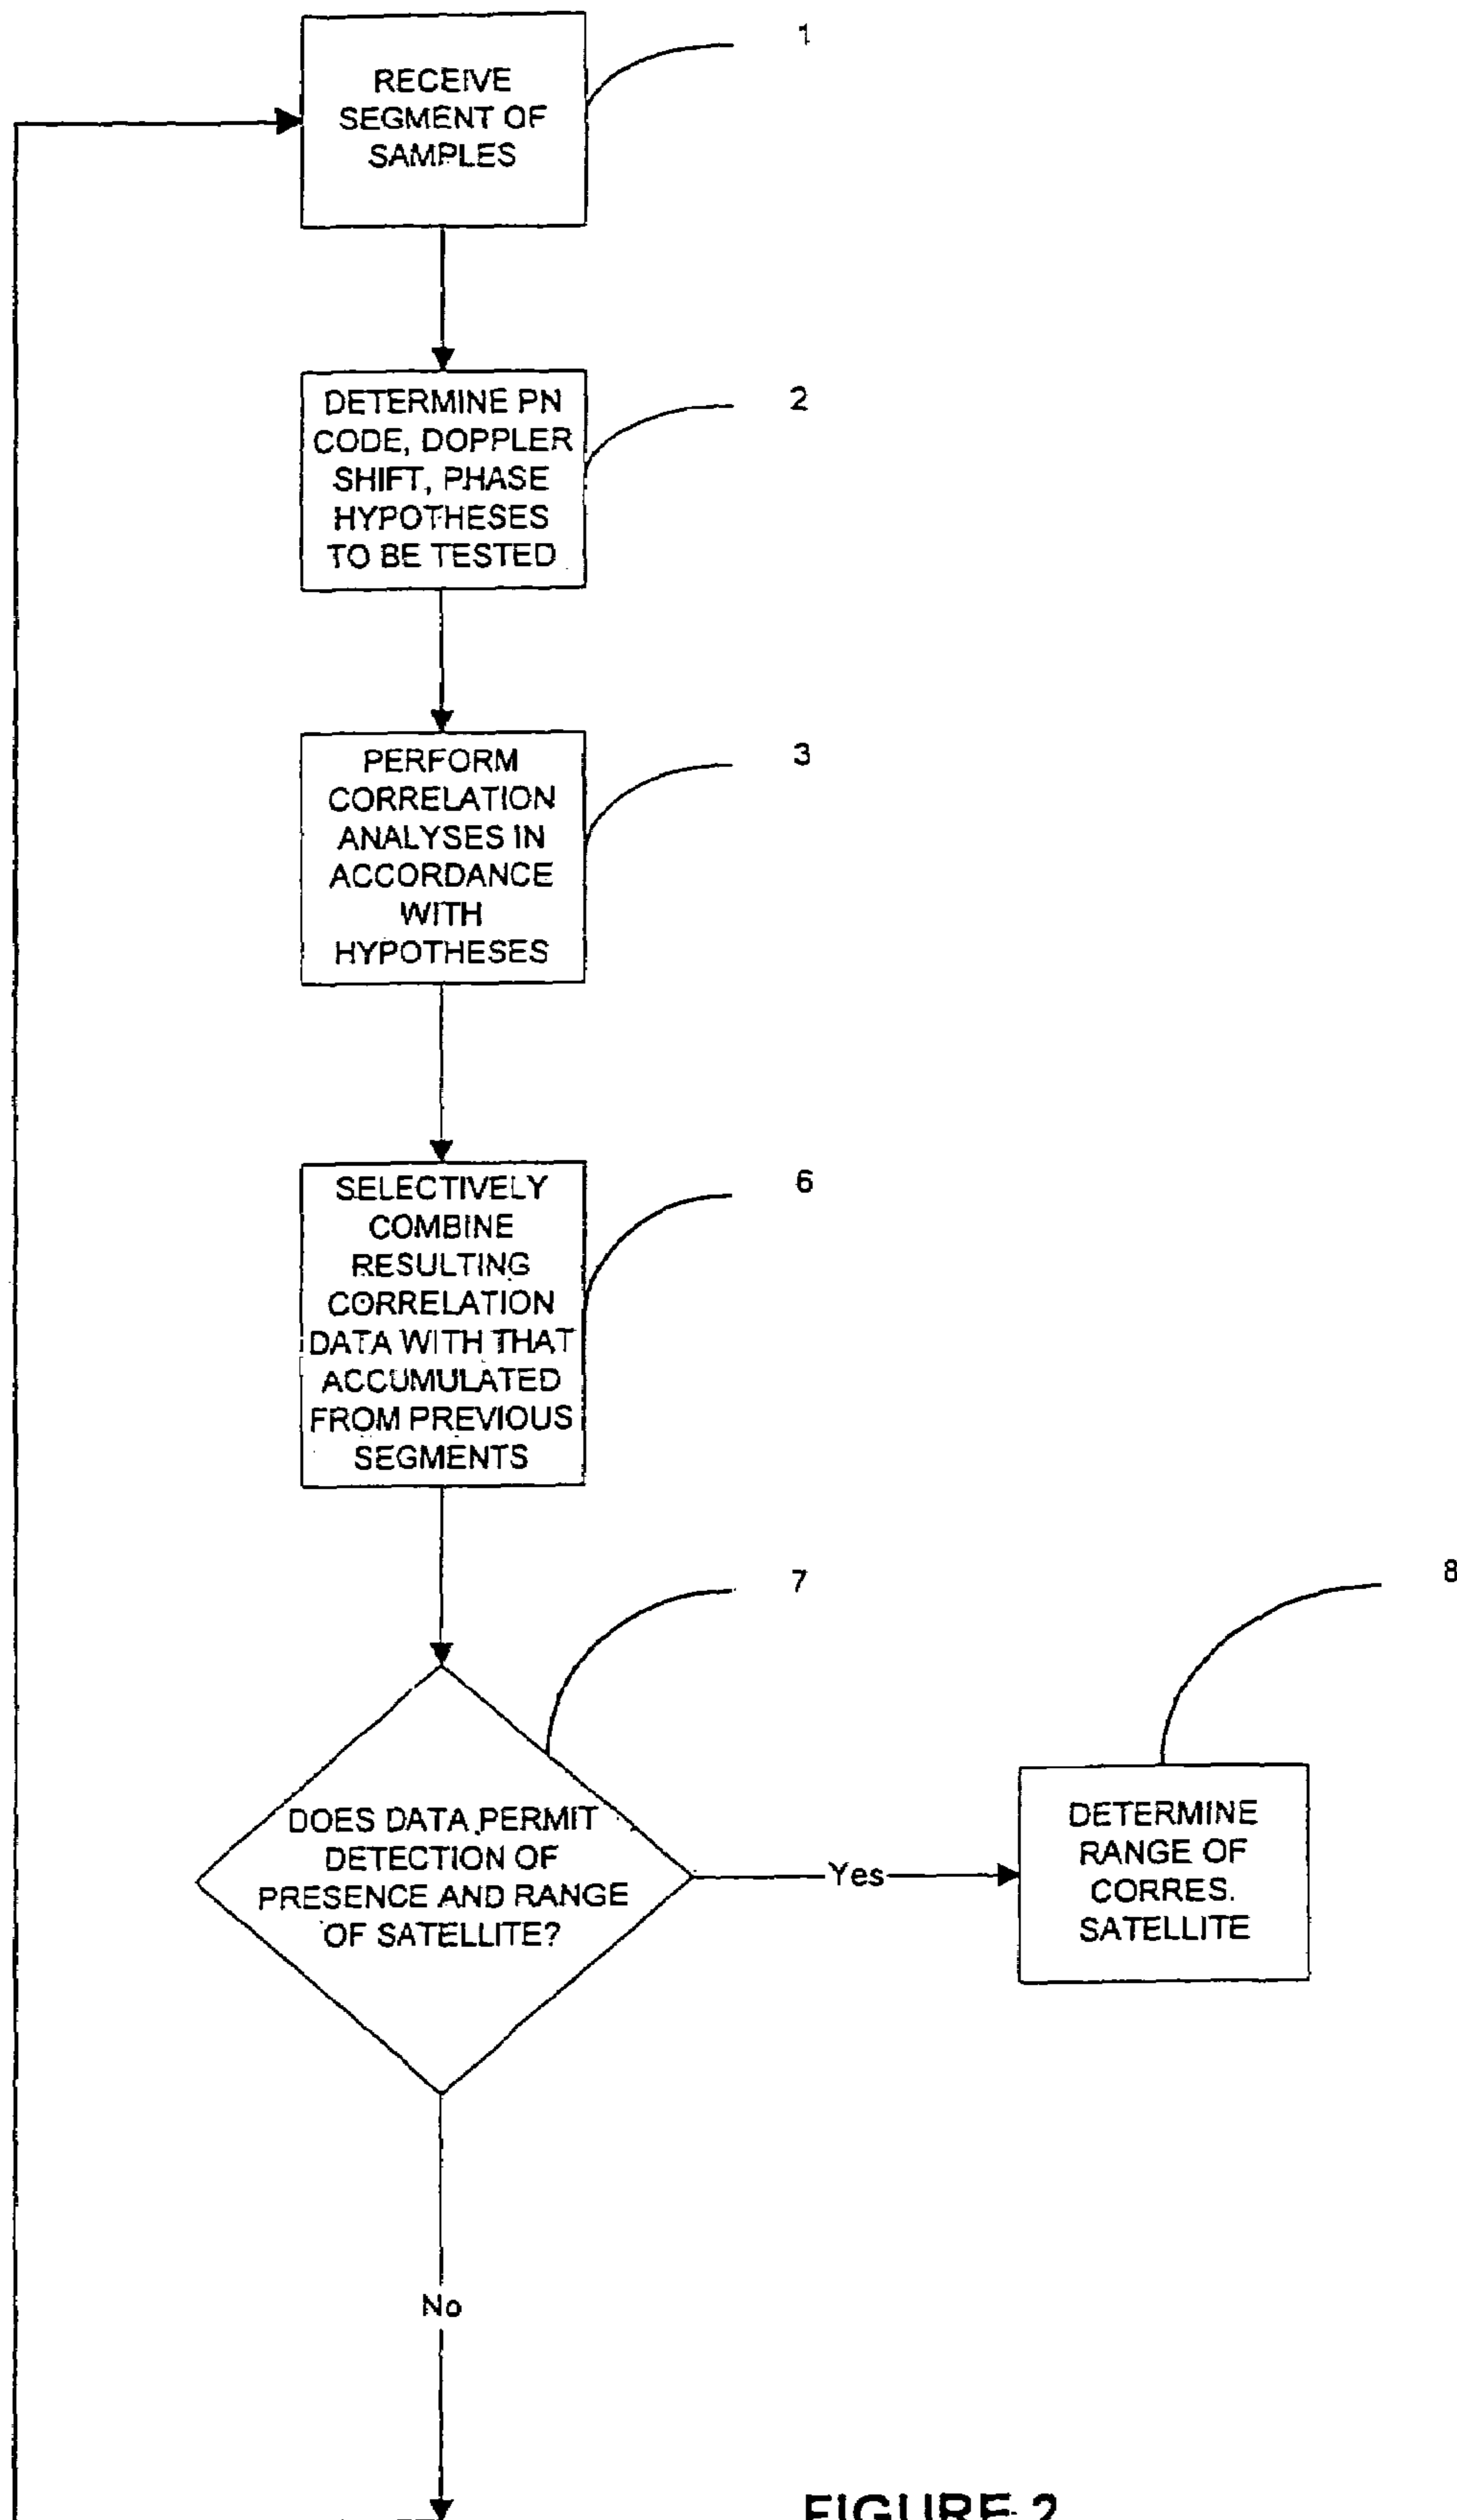 1
RECEIVE
SEGMENT OF
SAMPLES
2
DETERMINE PN
CODE, DOPPLER
SHIFT, PHASE
HYPOTHESES
TO BE TESTED
3
PERFORM
CORRELATION
ANALYSES IN
ACCORDANCE
WITH
HYPOTHESES
6
SELECTIVELY
COMBINE
RESULTING
CORRELATION
DATA WITH THAT
ACCUMULATED
FROM PREVIOUS
SEGMENTS
7
8
DOES DATA PERMIT
DETECTION OF
PRESENCE AND RANGE
OF SATELLITE?
Yes
DETERMINE
RANGE OF
CORRES.
SATELLITE
No
FIGURE 2